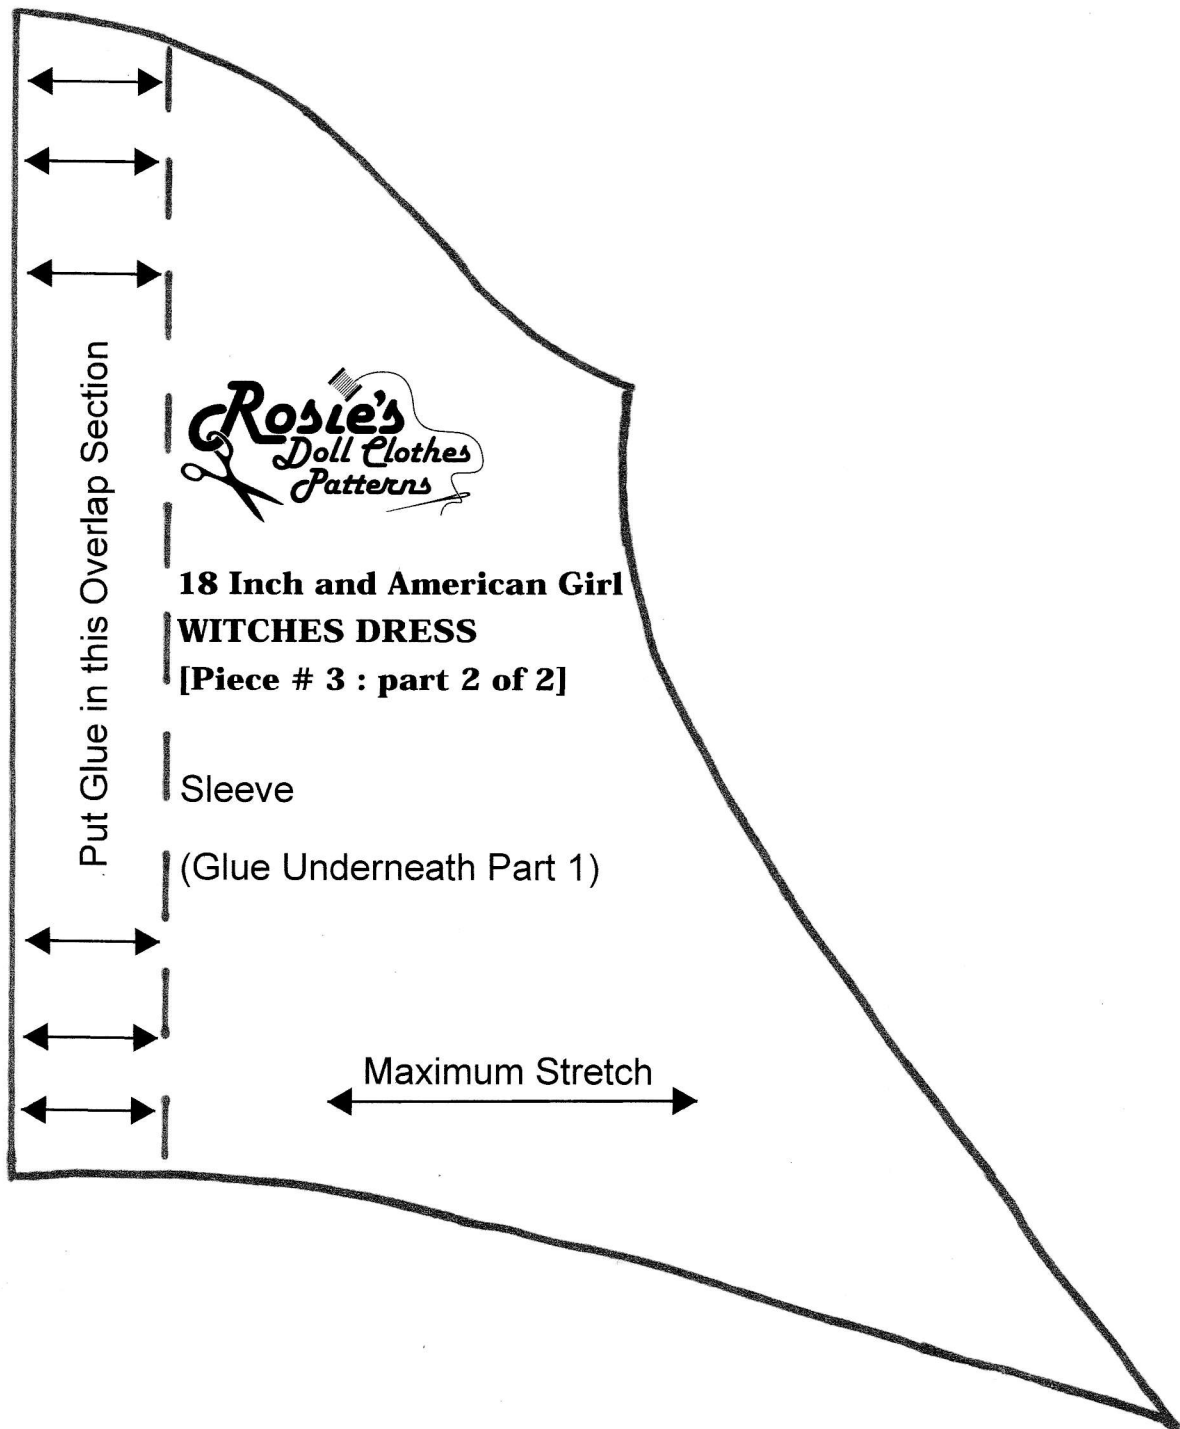 Put Glue in this Overlap Section
Rosie's
Doll Clothes
Patterns
18 Inch and American Girl
WITCHES DRESS
[Piece # 3 : part 2 of 2]
Sleeve
(Glue Underneath Part 1)
Maximum Stretch